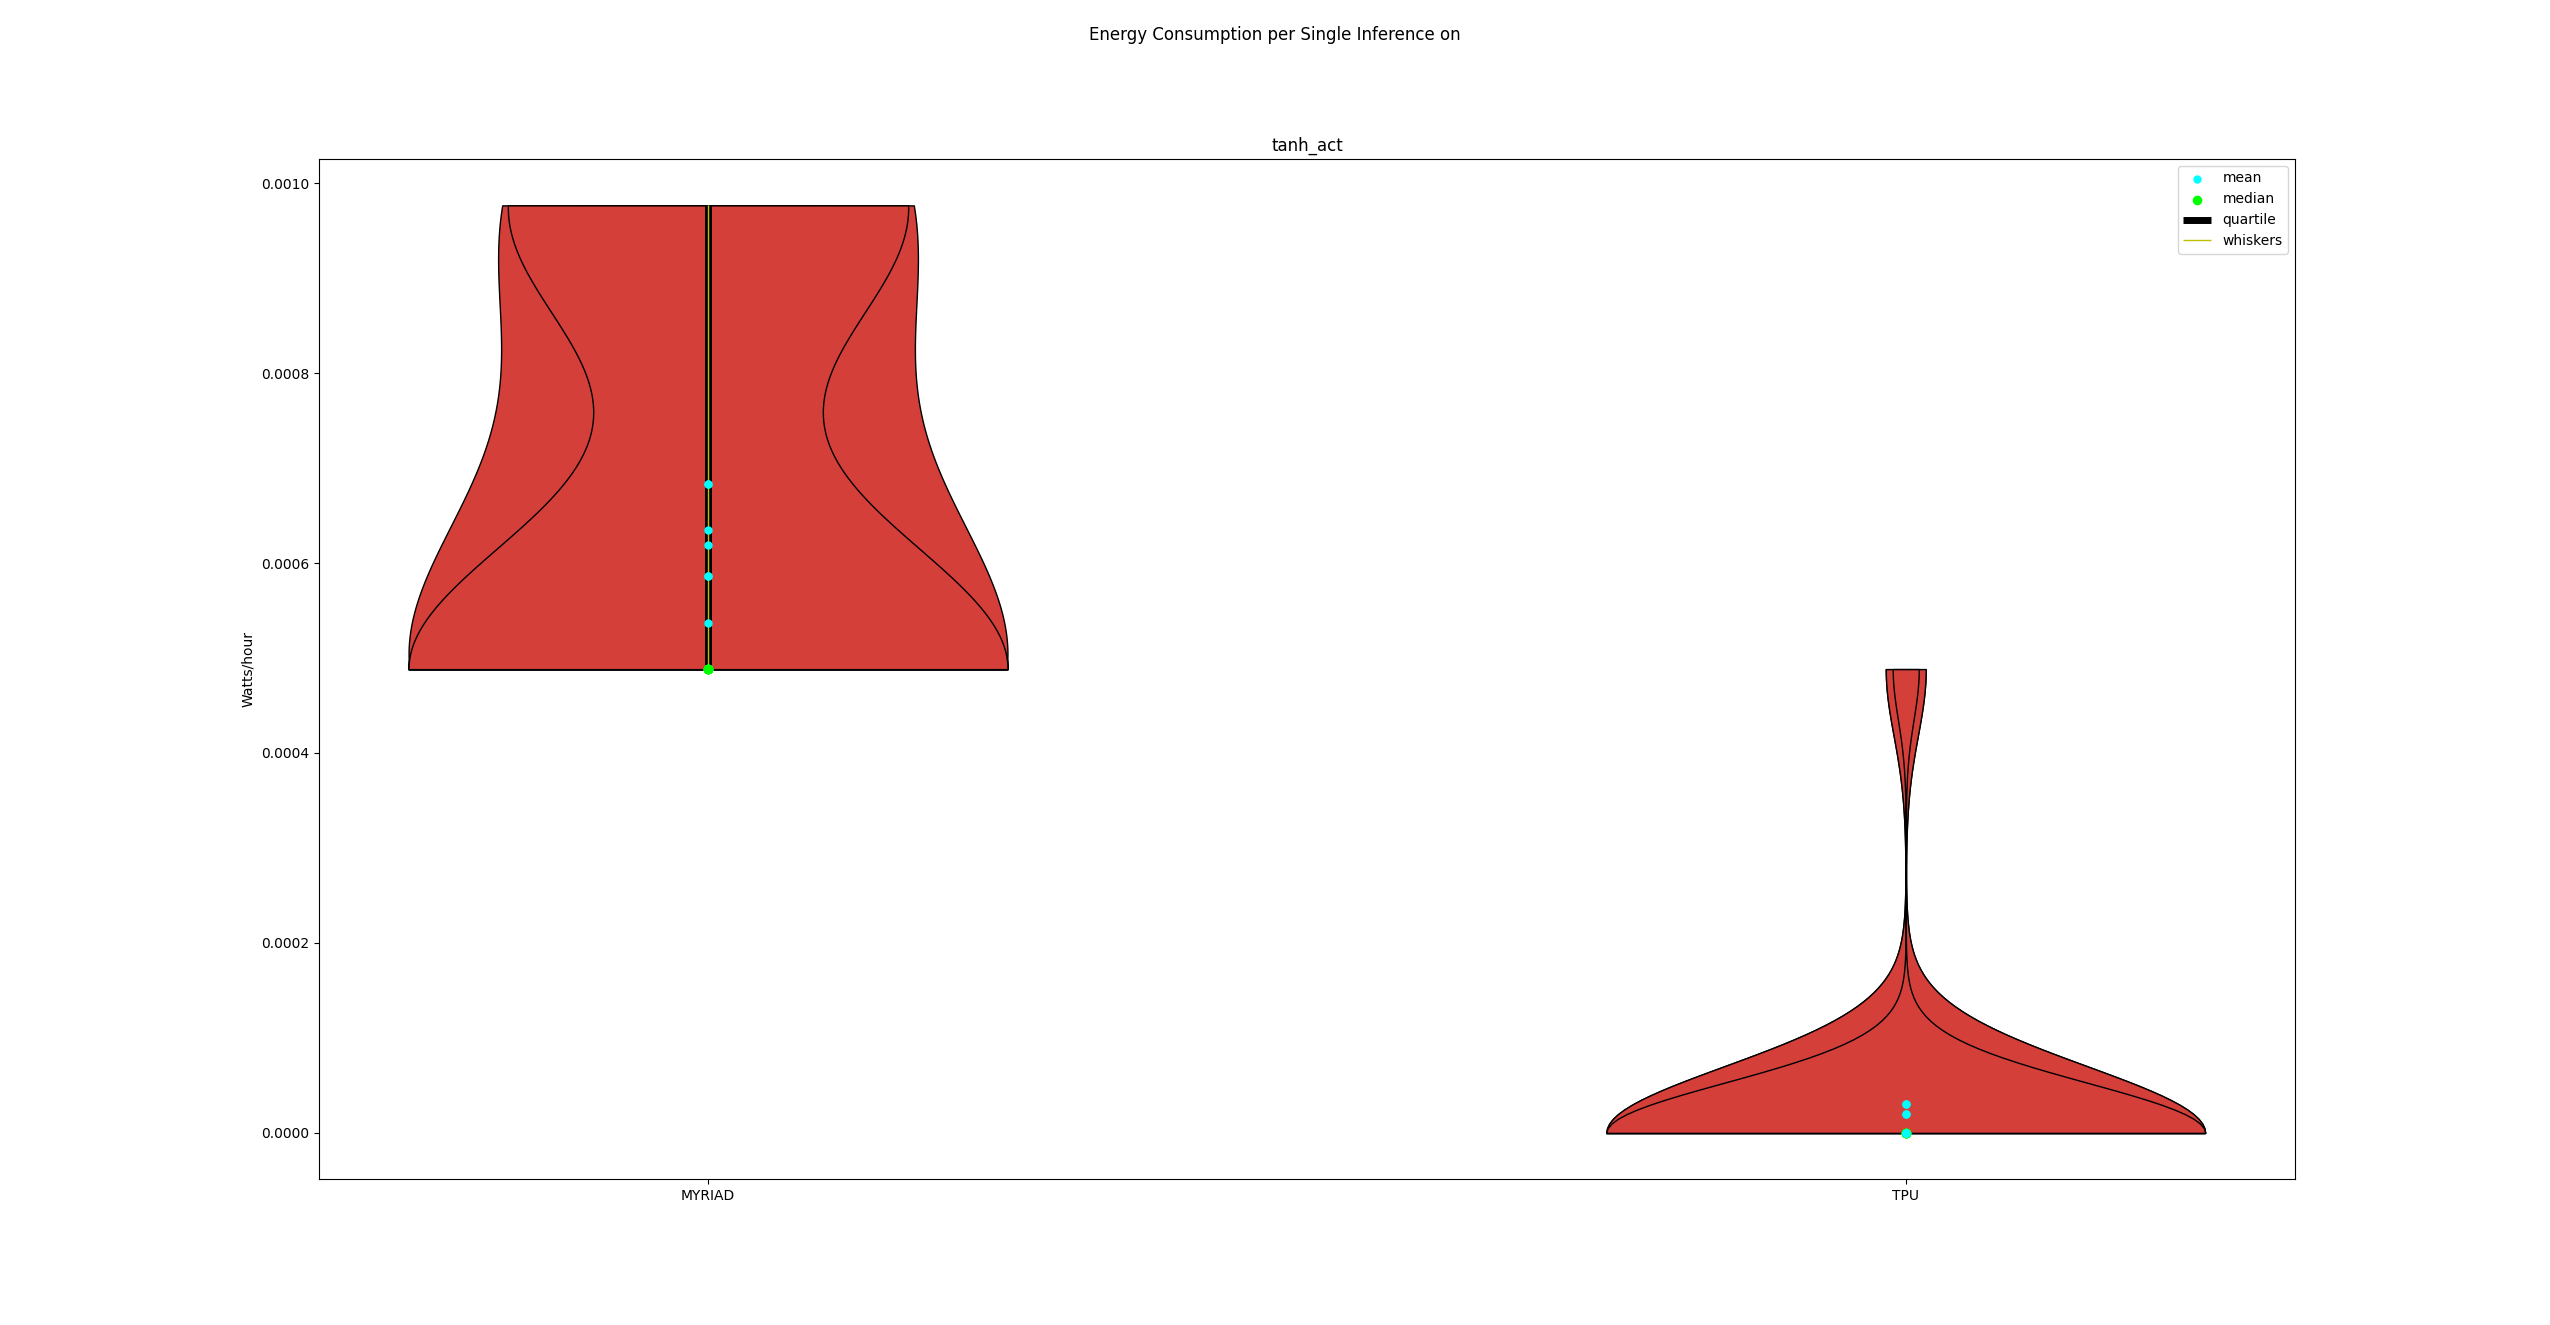 Energy Consumption per Single Inference on
tanh_act
mean
median
quartile
whiskers
0.0010
0.0008
0.0006
0.0004
0.0002
0.0000
Watts/hour
MYRIAD
TPU